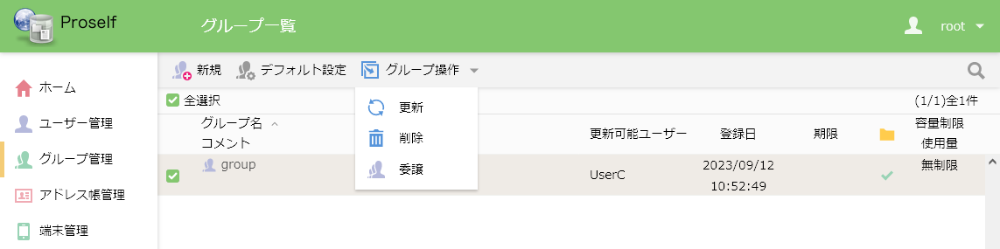 Proself
グループ一覧
root
新規
デフォルト設定
グループ操作
ホーム
ユーザー管理
グループ管理
アドレス帳管理
端末管理
全選択
(1/1)全1件
更新
削除
委譲
グループ名
コメント
更新可能ユーザー
登録日
期限
容量制限
使用量
group
UserC
2023/09/12
10:52:49
無制限